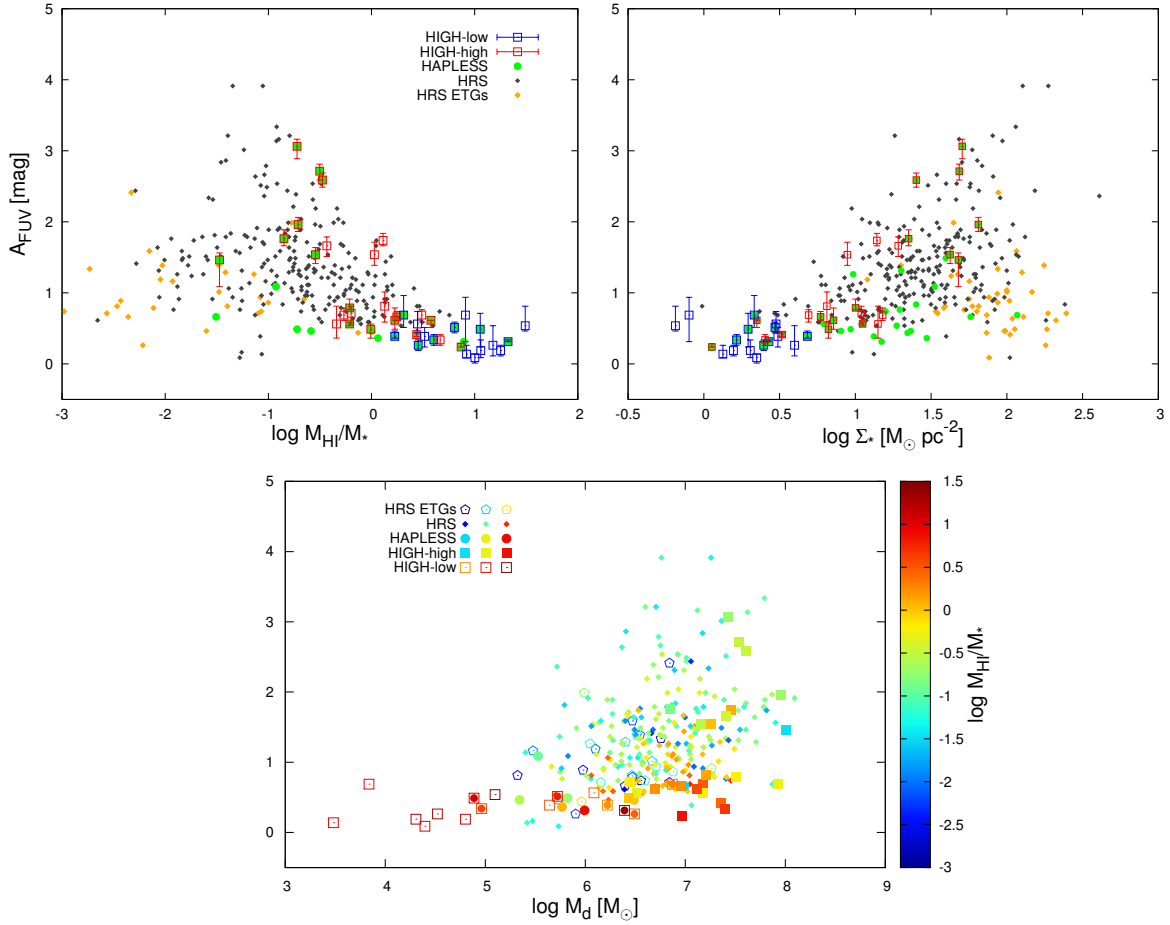 HIGH-low
HIGH-high
HAPLESS
HRS
HRS ETGs
A_FUV [mag]
5
4
3
2
1
0
-3 -2 -1 0 1 2
log M_HI/M_*
5
4
3
2
1
0
-0.5 0 0.5 1 1.5 2 2.5 3
log Σ_* [M_⊙ pc^-2]
HRS ETGs
HRS
HAPLESS
HIGH-high
HIGH-low
5
4
3
2
1
0
3 4 5 6 7 8 9
log M_d [M_⊙]
1.5
1
0.5
0
-0.5
-1
-1.5
-2
-2.5
-3
log M_HI/M_*